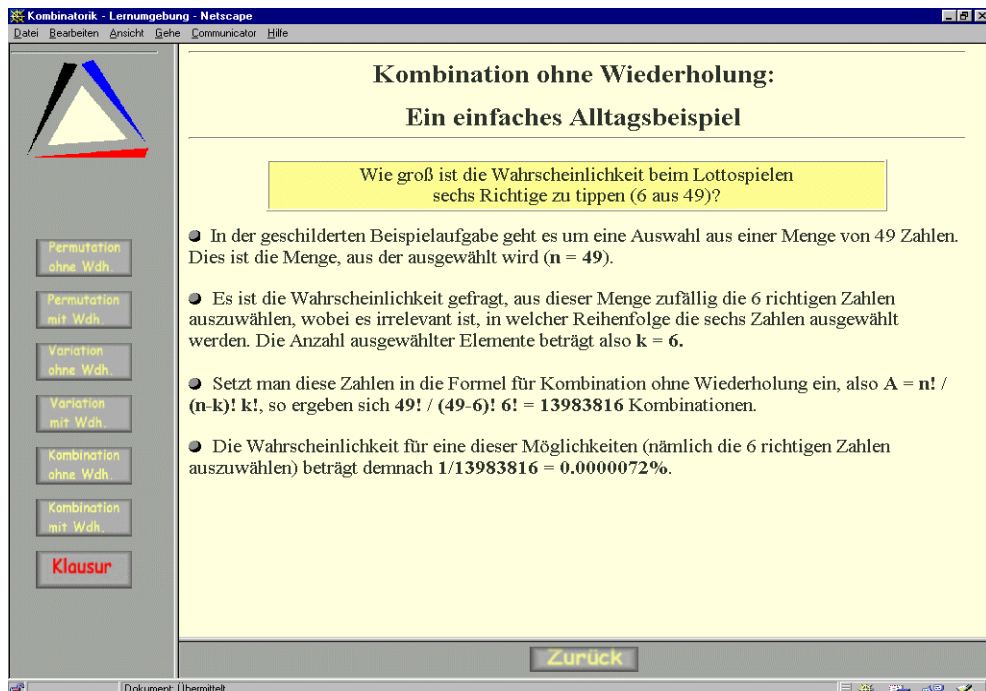 Kombinatorik - Lernumgebung - Netscape
Datei Bearbeiten Ansicht Gehe Communicator Hilfe
Kombination ohne Wiederholung:
Ein einfaches Alltagsbeispiel
Wie groß ist die Wahrscheinlichkeit beim Lottospielen
sechs Richtige zu tippen (6 aus 49)?
In der geschilderten Beispielaufgabe geht es um eine Auswahl aus einer Menge von 49 Zahlen.
Dies ist die Menge, aus der ausgewählt wird (n = 49).
Es ist die Wahrscheinlichkeit gefragt, aus dieser Menge zufällig die 6 richtigen Zahlen
auszuwählen, wobei es irrelevant ist, in welcher Reihenfolge die sechs Zahlen ausgewählt
werden. Die Anzahl ausgewählter Elemente beträgt also k = 6.
Setzt man diese Zahlen in die Formel für Kombination ohne Wiederholung ein, also A = n! /
(n-k)! k!, so ergeben sich 49! / (49-6)! 6! = 13983816 Kombinationen.
Die Wahrscheinlichkeit für eine dieser Möglichkeiten (nämlich die 6 richtigen Zahlen
auszuwählen) beträgt demnach 1/13983816 = 0.0000072%.
Permutation
ohne Wdh.
Permutation
mit Wdh.
Variation
ohne Wdh.
Variation
mit Wdh.
Kombination
ohne Wdh.
Kombination
mit Wdh.
Klausur
Zurück
Dokument: Übermittelt